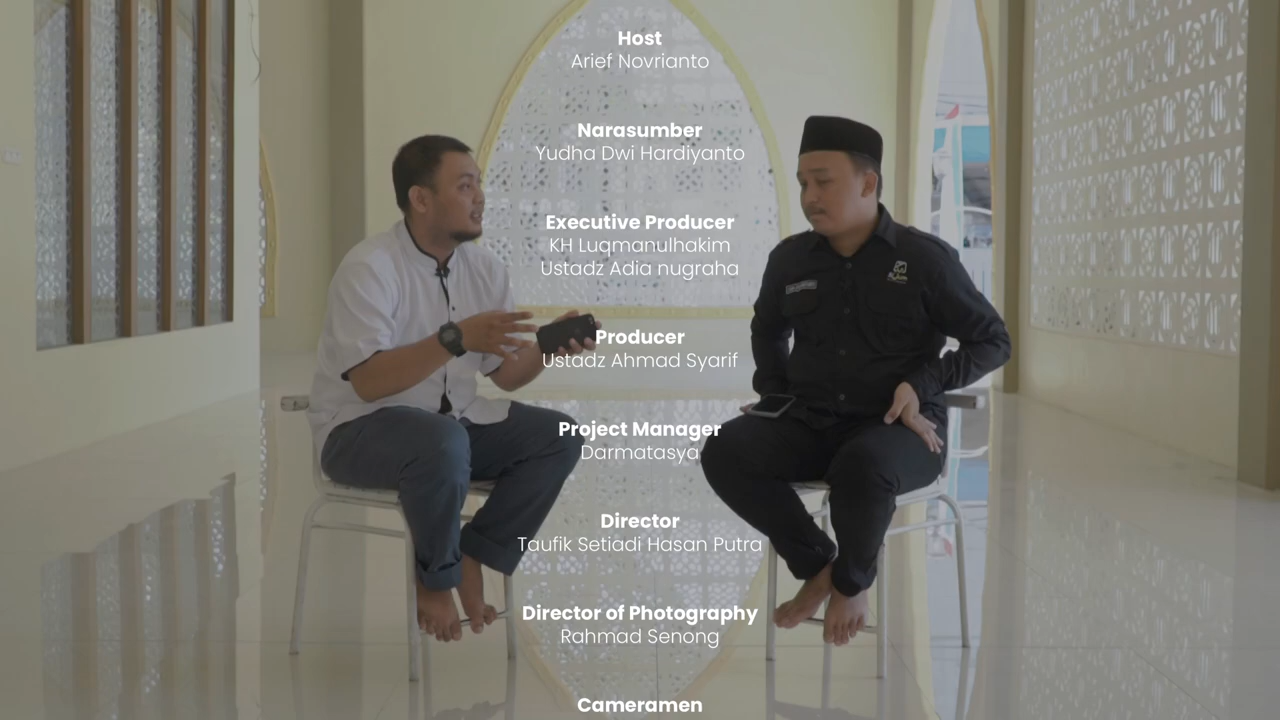 Host
Arief Novrianto
Narasumber
Yudha Dwi Hardiyanto
Executive Producer
KH Luqmanulhakim
Ustadz Adia nugraha
Producer
Ustadz Ahmad Syarif
Project Manager
Darmatasya
Director
Taufik Setiadi Hasan Putra
Director of Photography
Rahmad Senong
Cameramen